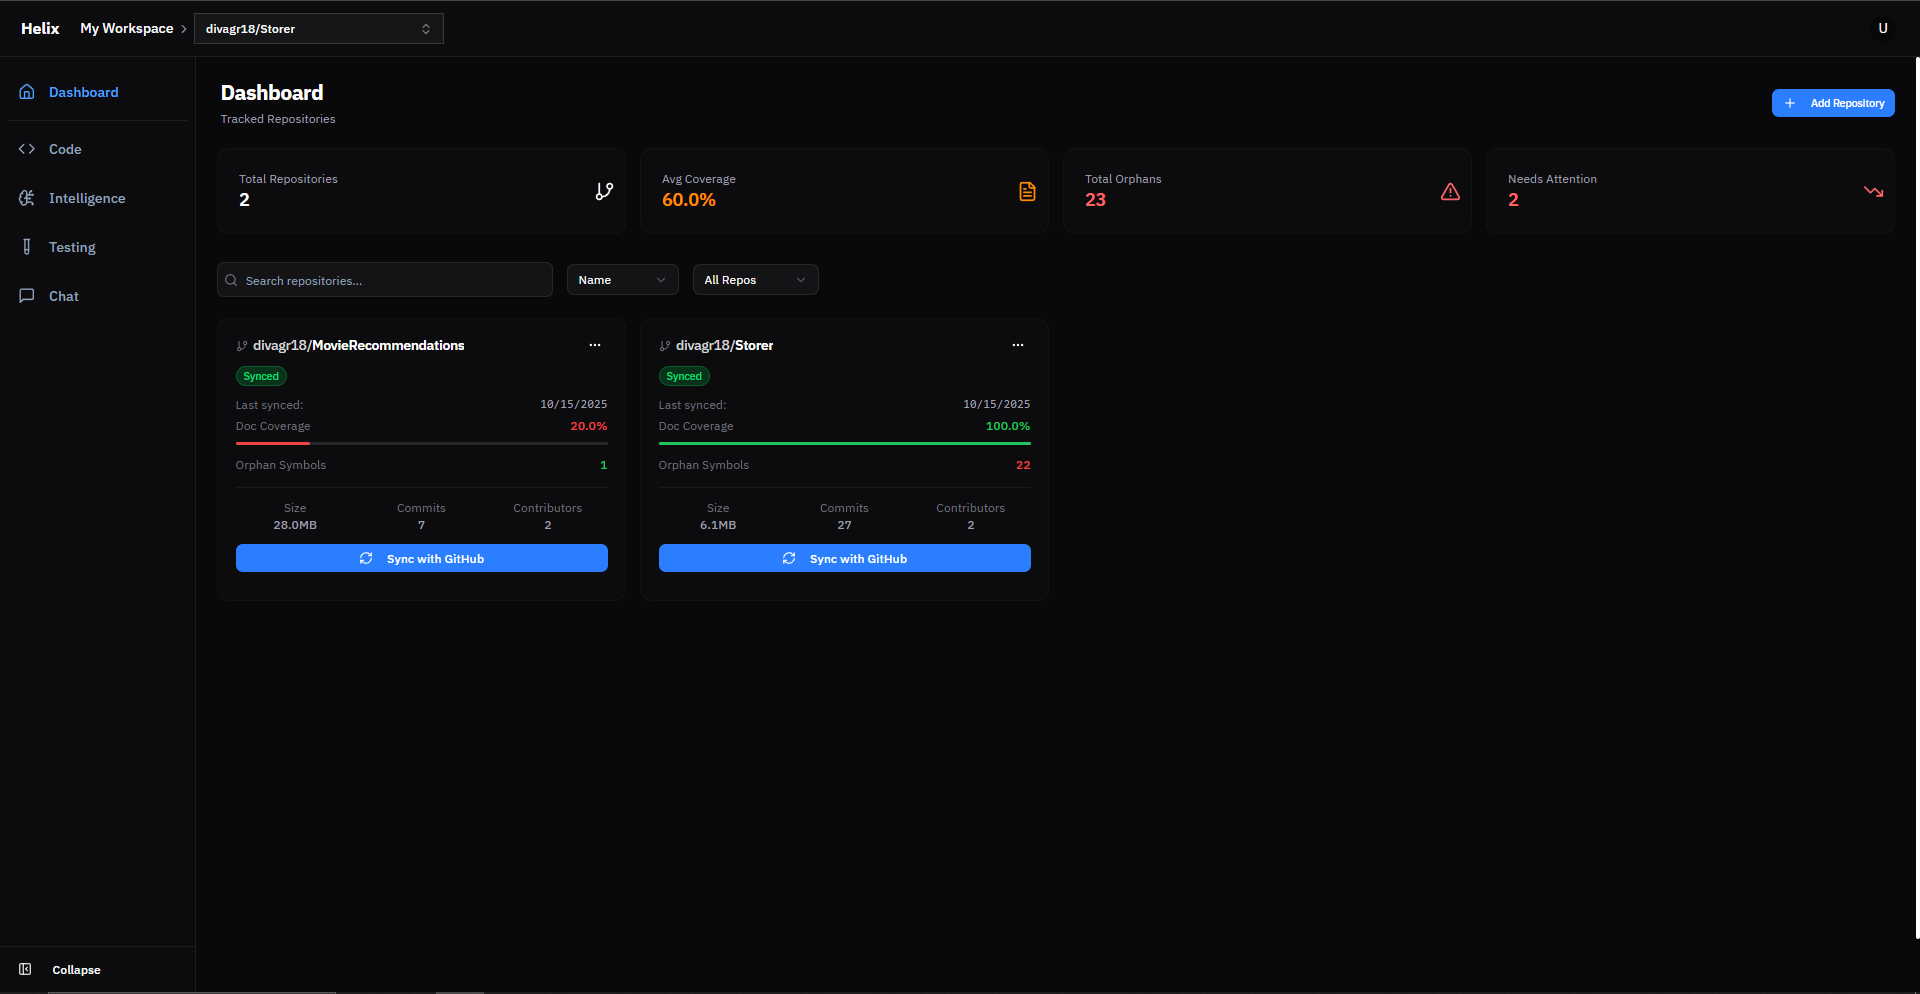 Helix My Workspace divagr18/Storer U
Dashboard
Code
Intelligence
Testing
Chat
Collapse
Dashboard
Tracked Repositories
Add Repository
Total Repositories
2
Avg Coverage
60.0%
Total Orphans
23
Needs Attention
2
Search repositories... Name All Repos
divagr18/MovieRecommendations
Synced
Last synced: 10/15/2025
Doc Coverage 20.0%
Orphan Symbols 1
Size Commits Contributors
28.0MB 7 2
Sync with GitHub
divagr18/Storer
Synced
Last synced: 10/15/2025
Doc Coverage 100.0%
Orphan Symbols 22
Size Commits Contributors
6.1MB 27 2
Sync with GitHub